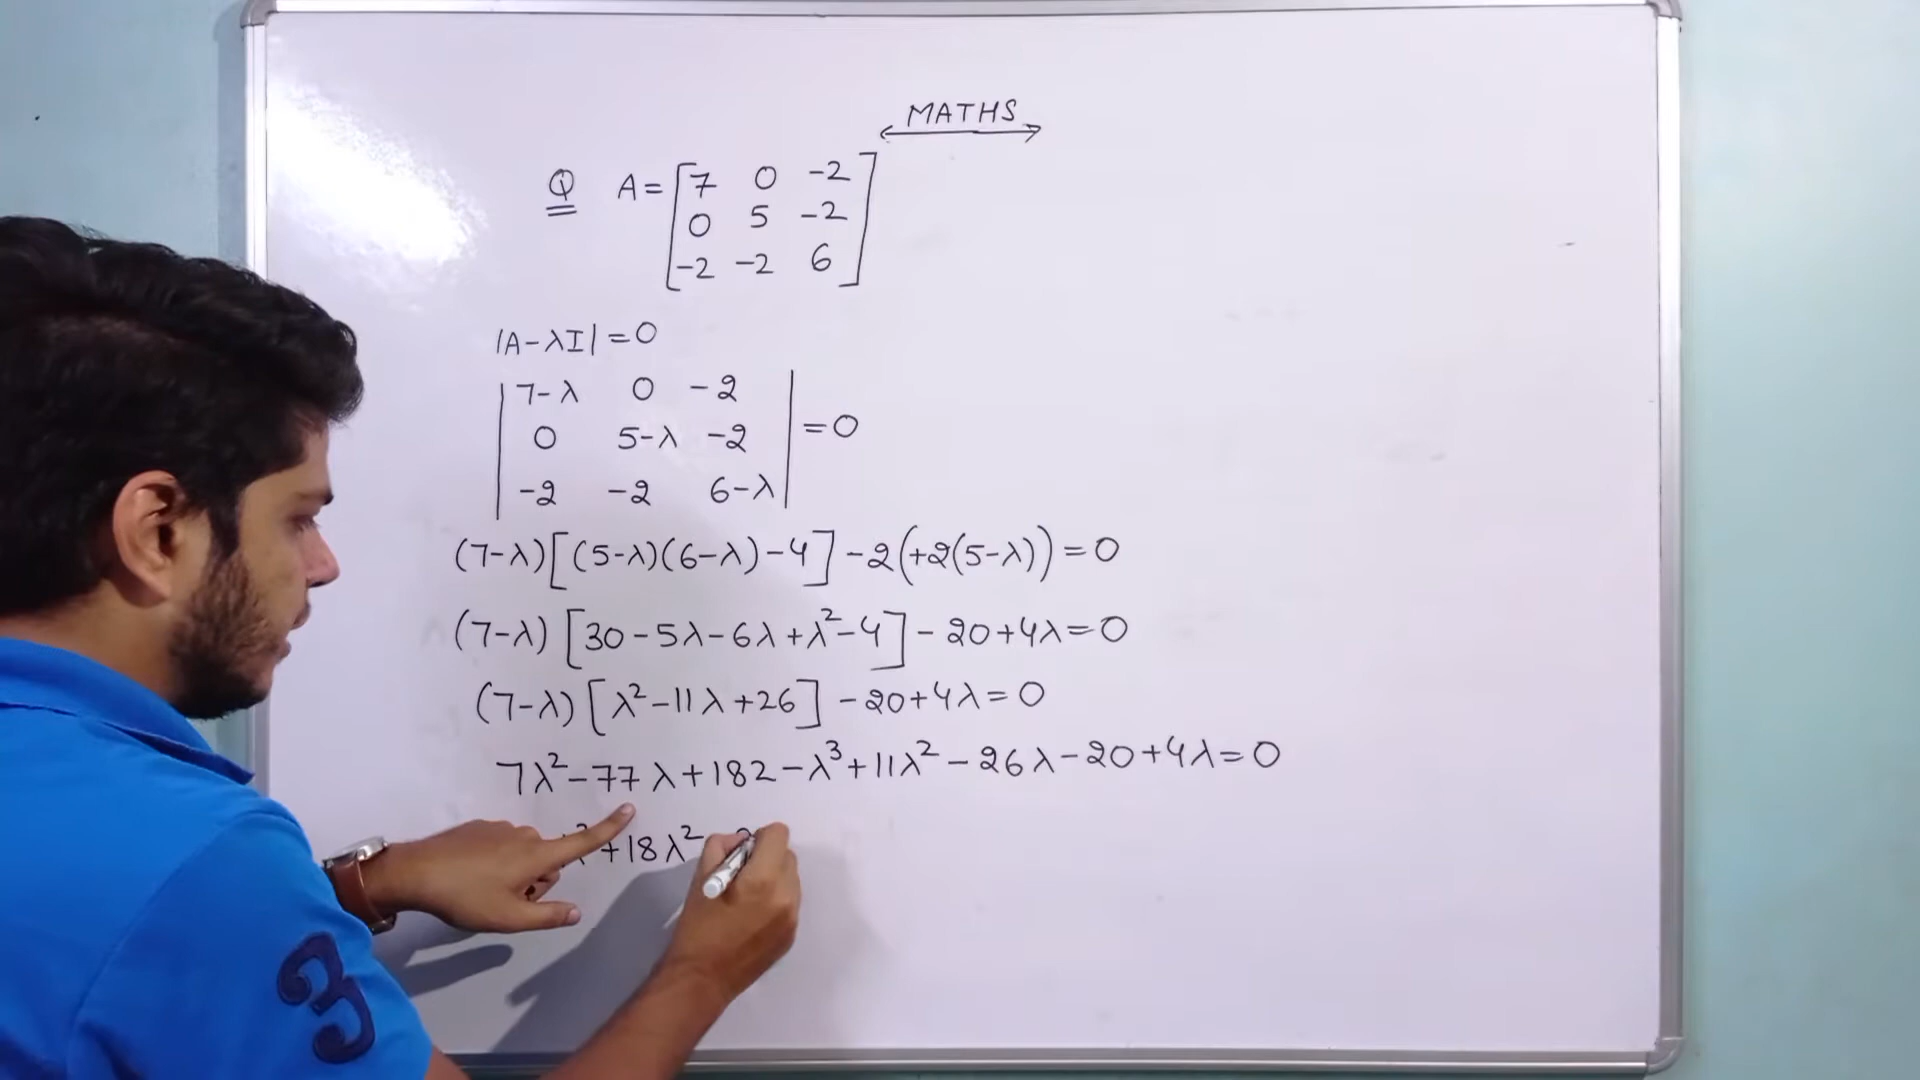 MATHS
Q A = [7 0 -2
0 5 -2
-2 -2 6]
|A-λI| = 0
|7-λ 0 -2
0 5-λ -2
-2 -2 6-λ| = 0
(7-λ)[(5-λ)(6-λ)-4] -2(+2(5-λ)) = 0
(7-λ) [30-5λ-6λ+λ²-4] - 20+4λ = 0
(7-λ) [λ²-11λ+26] -20+4λ = 0
7λ²-77λ+182-λ³+11λ²-26λ-20+4λ = 0
+18λ²
3